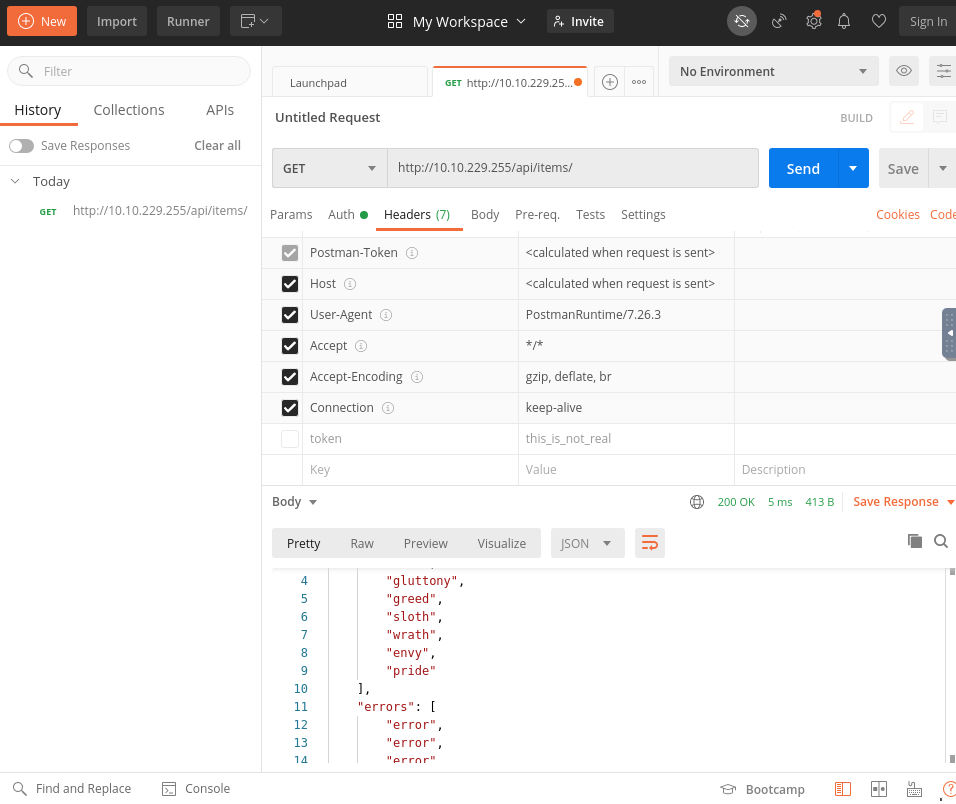 New Import Runner My Workspace Invite Sign In
Filter
Launchpad GET http://10.10.229.25... No Environment
History Collections APIs
Untitled Request BUILD
Save Responses Clear all
GET http://10.10.229.255/api/items/ Send Save
Today
GET http://10.10.229.255/api/items/
Params Auth Headers (7) Body Pre-req. Tests Settings Cookies Code
Postman-Token <calculated when request is sent>
Host <calculated when request is sent>
User-Agent PostmanRuntime/7.26.3
Accept */*
Accept-Encoding gzip, deflate, br
Connection keep-alive
token this_is_not_real
Key Value Description
Body 200 OK 5 ms 413 B Save Response
Pretty Raw Preview Visualize JSON
4 "gluttony",
5 "greed",
6 "sloth",
7 "wrath",
8 "envy",
9 "pride"
10 ],
11 "errors": [
12 "error",
13 "error",
14 "error"
Find and Replace Console Bootcamp